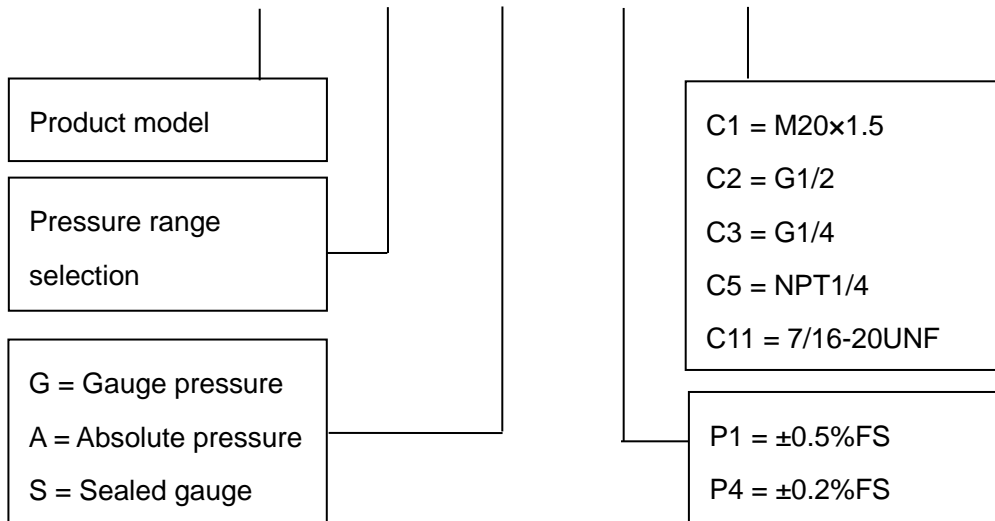 Product model
Pressure range
selection
G = Gauge pressure
A = Absolute pressure
S = Sealed gauge
C1 = M20×1.5
C2 = G1/2
C3 = G1/4
C5 = NPT1/4
C11 = 7/16-20UNF
P1 = ±0.5%FS
P4 = ±0.2%FS